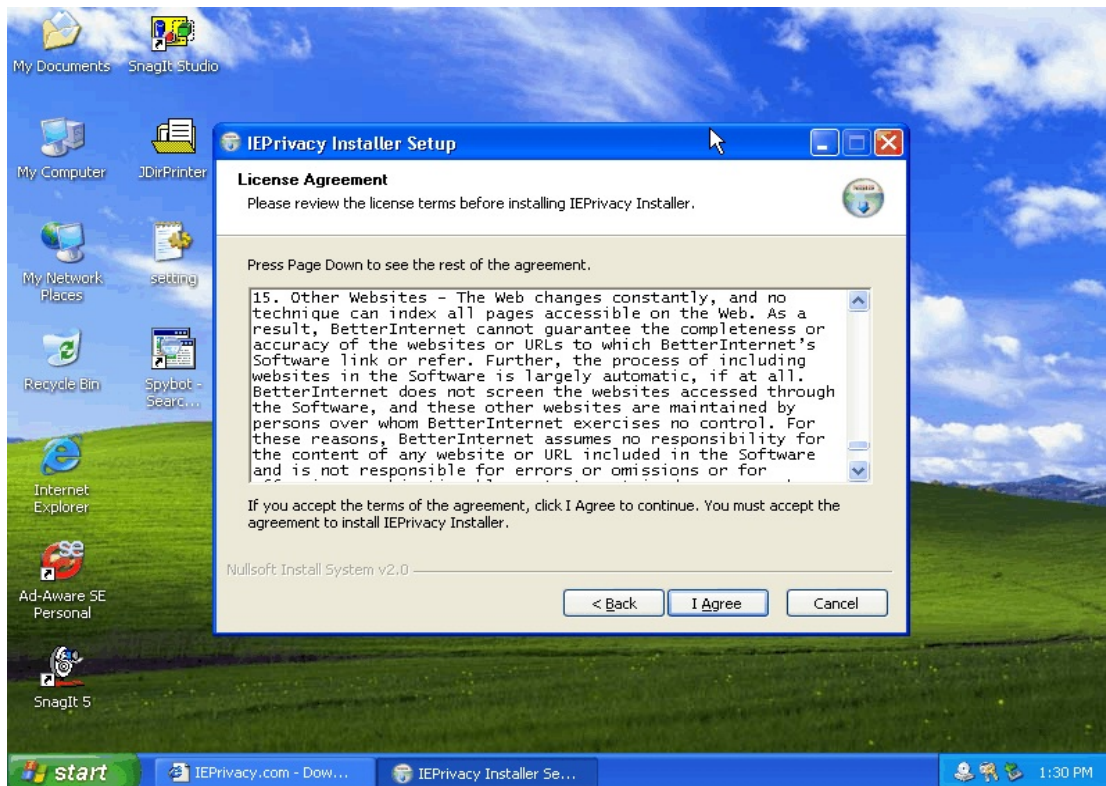 My Documents
SnagIt Studio
My Computer
JDirPrinter
My Network
Places
setting
Recycle Bin
Spybot -
Searc...
Internet
Explorer
Ad-Aware SE
Personal
SnagIt 5
IEPrivacy Installer Setup
License Agreement
Please review the license terms before installing IEPrivacy Installer.
Press Page Down to see the rest of the agreement.
15. Other Websites - The Web changes constantly, and no
technique can index all pages accessible on the Web. As a
result, BetterInternet cannot guarantee the completeness or
accuracy of the websites or URLs to which BetterInternet's
Software link or refer. Further, the process of including
websites in the Software is largely automatic, if at all.
BetterInternet does not screen the websites accessed through
the Software, and these other websites are maintained by
persons over whom BetterInternet exercises no control. For
these reasons, BetterInternet assumes no responsibility for
the content of any website or URL included in the Software
and is not responsible for errors or omissions or for
If you accept the terms of the agreement, click I Agree to continue. You must accept the
agreement to install IEPrivacy Installer.
Nullsoft Install System v2.0
< Back
I Agree
Cancel
start
IEPrivacy.com - Dow...
IEPrivacy Installer Se...
1:30 PM